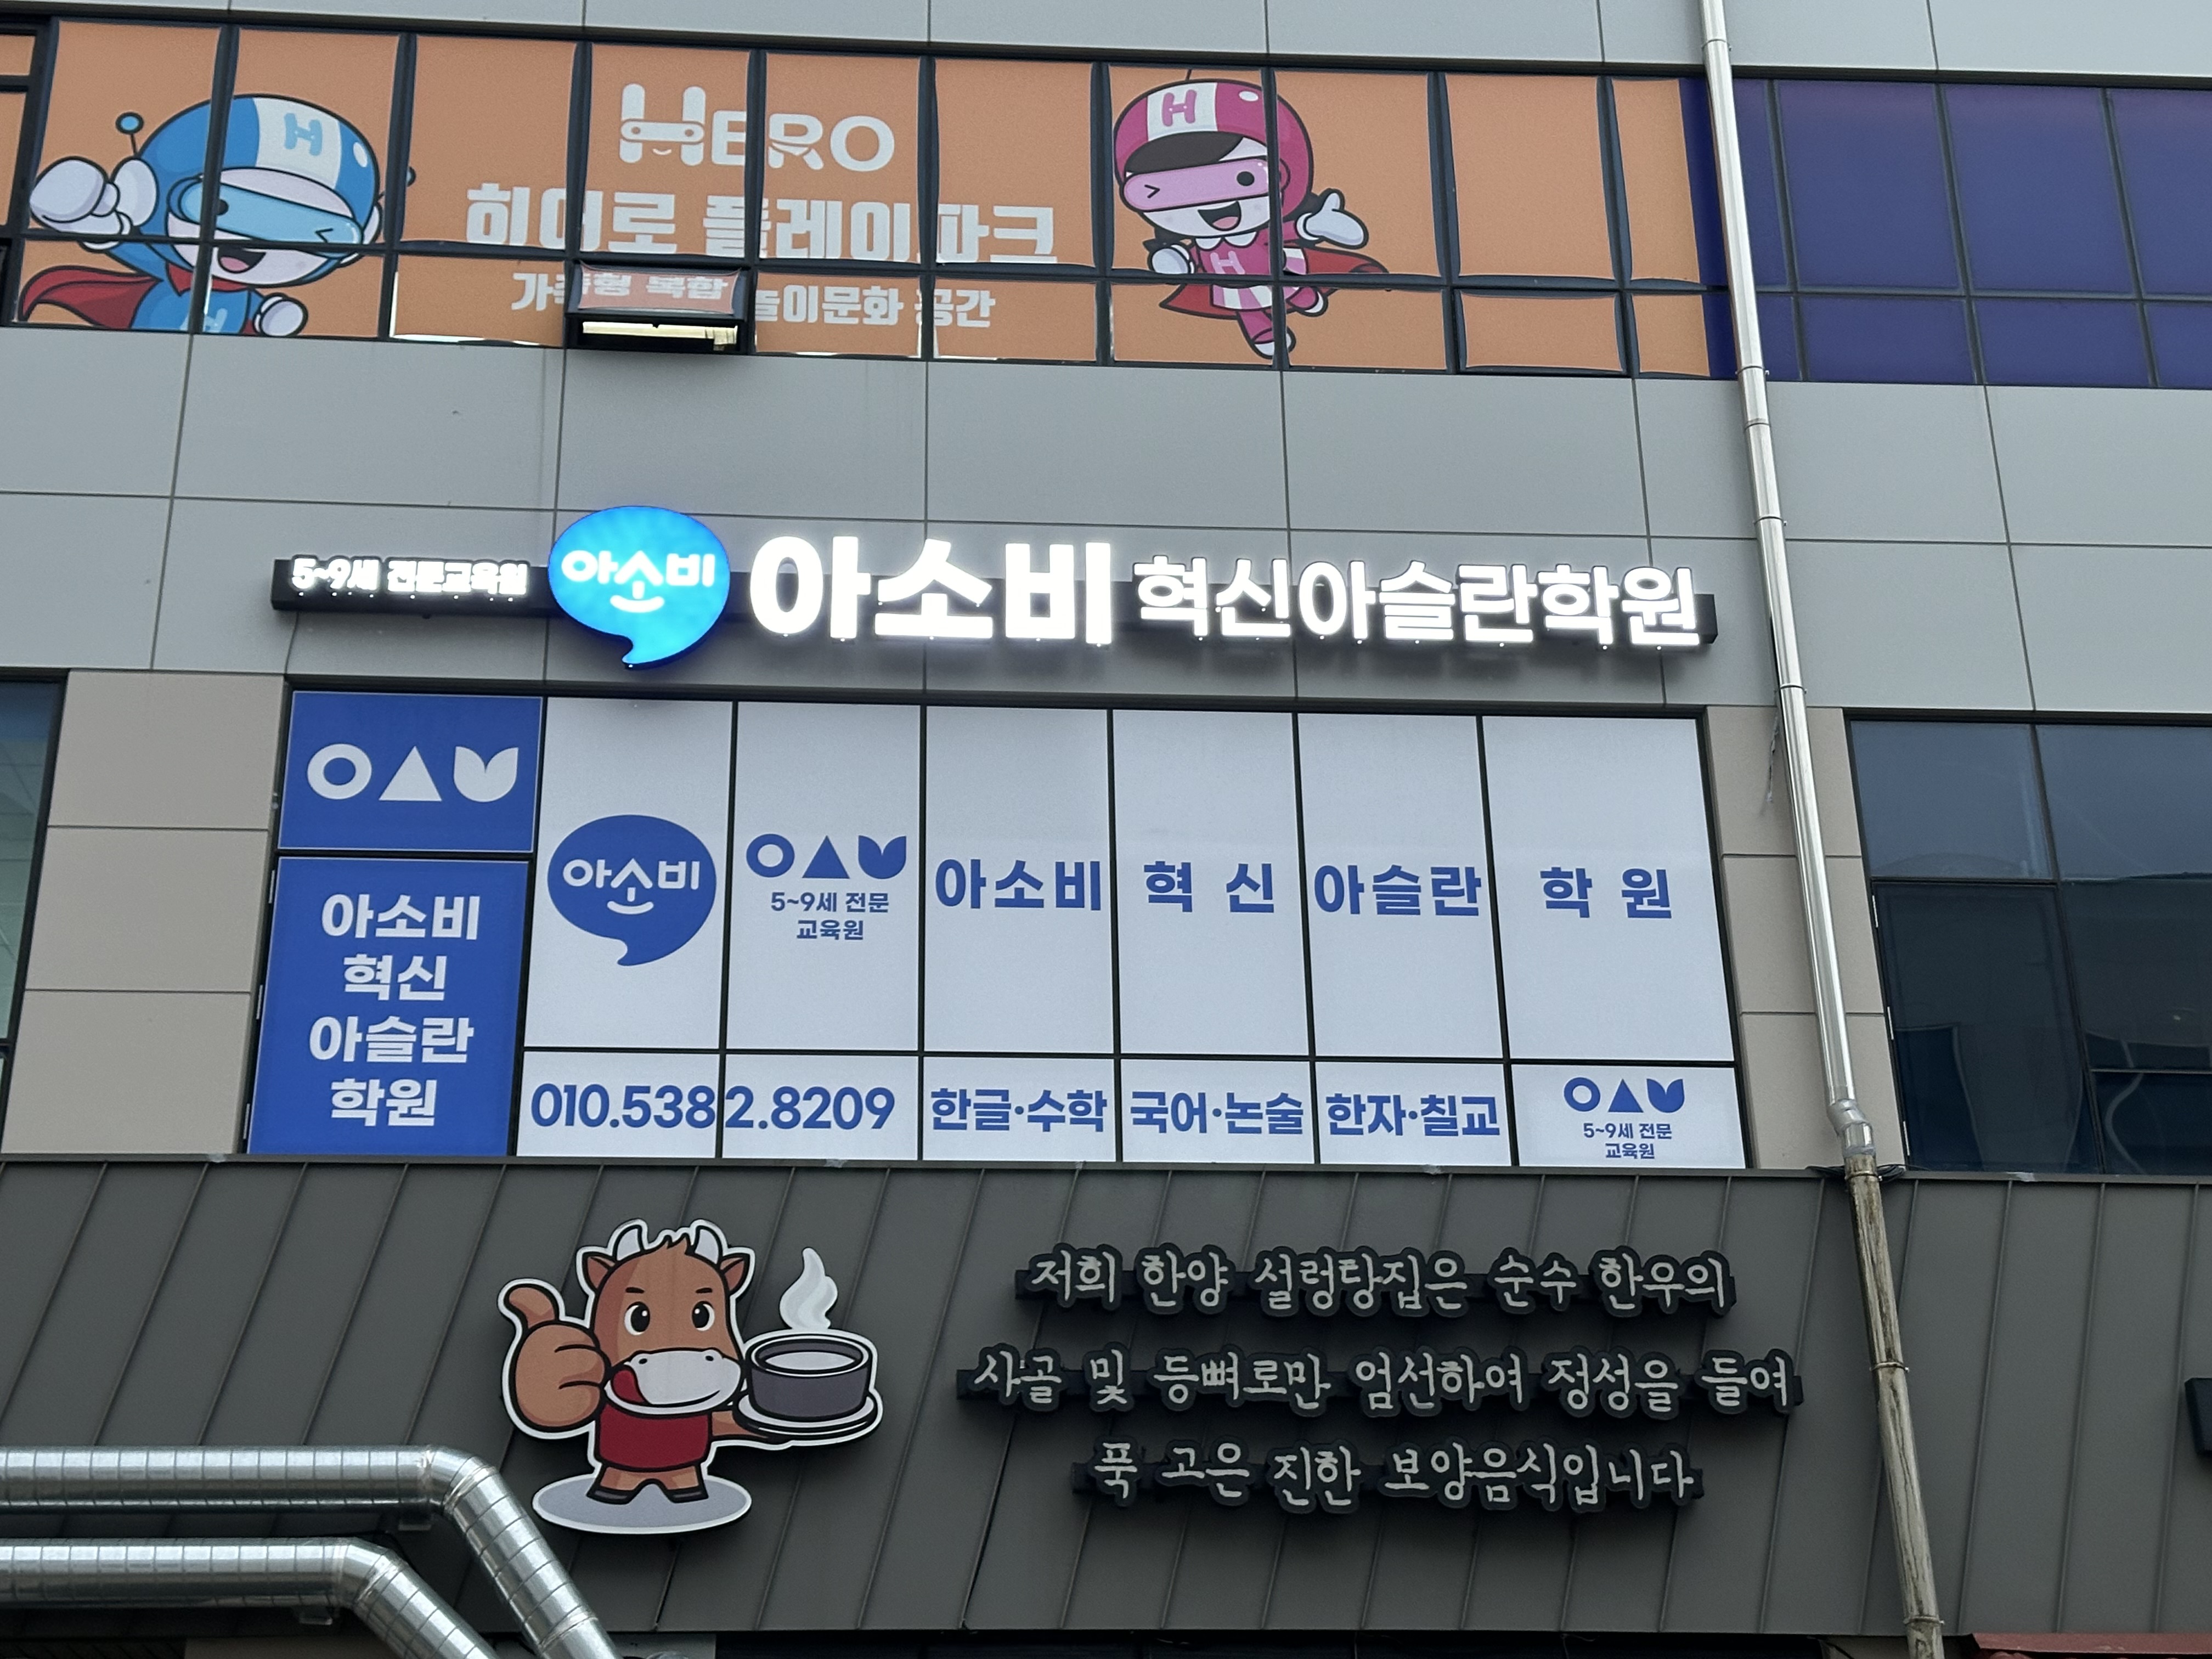 H
HERO
H
히어로 플레이파크
H
가족형 복합 놀이문화 공간
H
5~9세 전문교육원
아소비
아소비 혁신아슬란학원
아소비
혁신
아슬란
학원
아소비
5~9세 전문
교육원
아소비 혁신 아슬란 학원
010.5382.8209
한글·수학 국어·논술 한자·칠교
5~9세 전문
교육원
저희 한양 설렁탕집은 순수 한우의
사골 및 등뼈로만 엄선하여 정성을 들여
푹 고은 진한 보양음식입니다